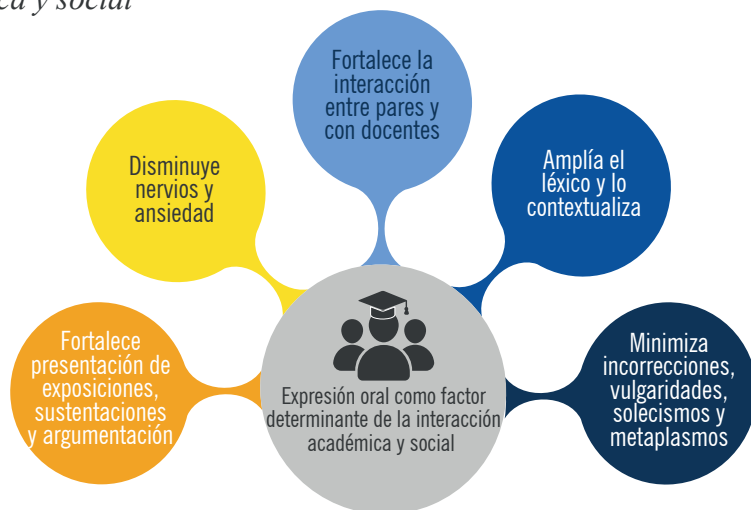 y social
Fortalece la
interacción
entre pares y
con docentes
Disminuye
nervios y
ansiedad
Amplía el
léxico y lo
contextualiza
Fortalece
presentación de
exposiciones,
sustentaciones
y argumentación
Minimiza
incorrecciones,
vulgaridades,
solecismos y
metaplasmos
Expresión oral como factor
determinante de la interacción
académica y social